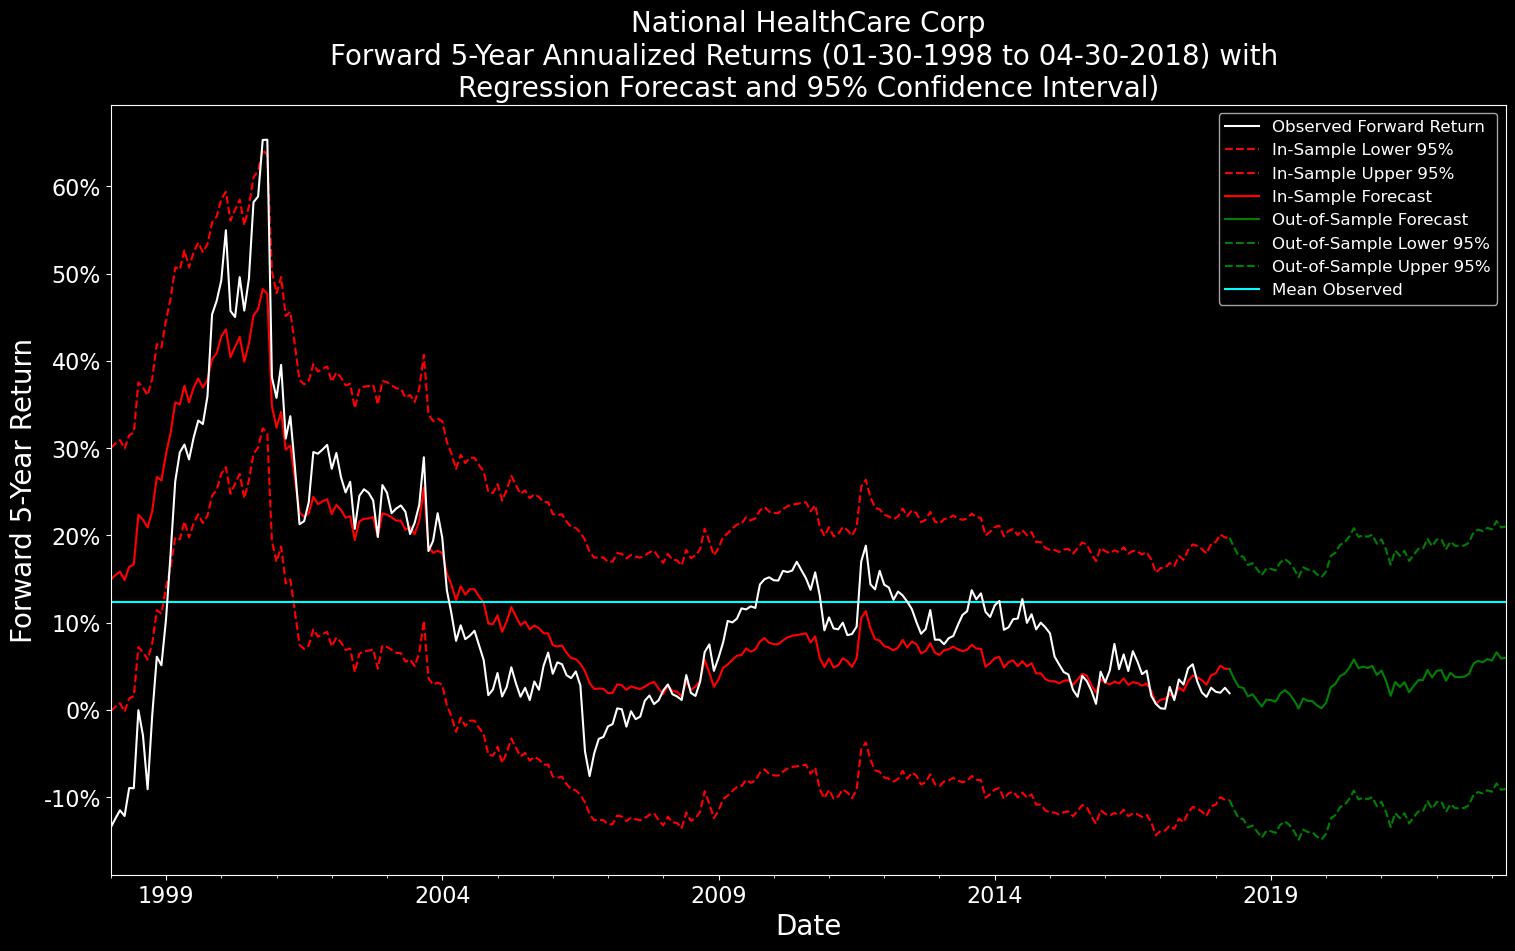 National HealthCare Corp
Forward 5-Year Annualized Returns (01-30-1998 to 04-30-2018) with
Regression Forecast and 95% Confidence Interval)
Observed Forward Return
In-Sample Lower 95%
In-Sample Upper 95%
In-Sample Forecast
Out-of-Sample Forecast
Out-of-Sample Lower 95%
Out-of-Sample Upper 95%
Mean Observed
Forward 5-Year Return
60%
50%
40%
30%
20%
10%
0%
-10%
1999 2004 2009 2014 2019
Date